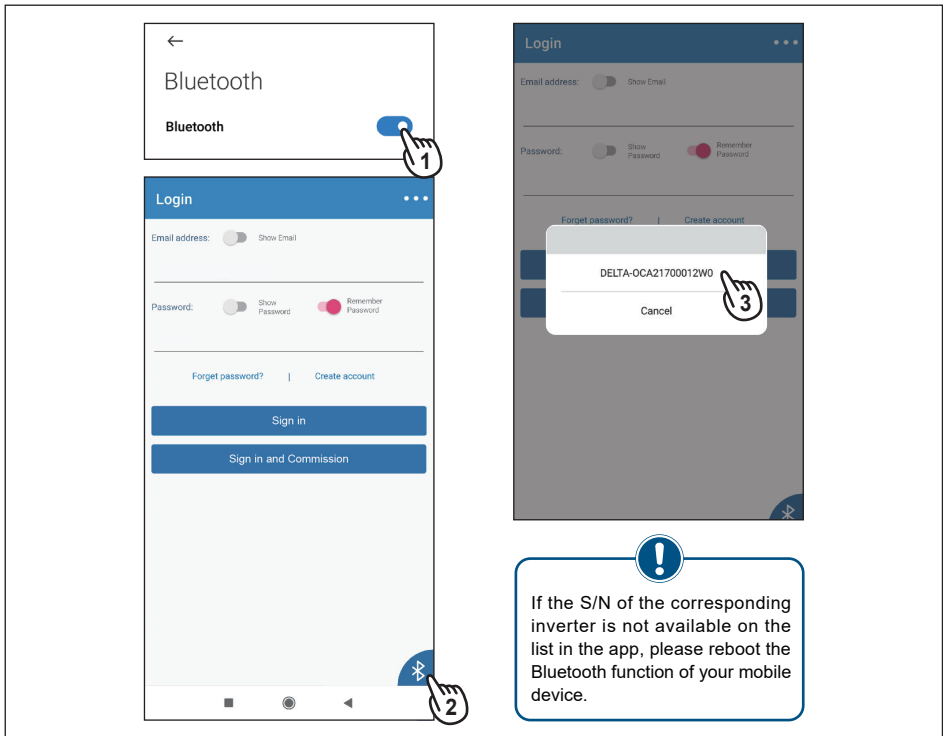 Bluetooth
Bluetooth
1
Login
Email address: Show Email
Password: Show Password Remember Password
Forget password? | Create account
Sign in
Sign in and Commission
2
Login
Email address: Show Email
Password: Show Password Remember Password
Forget password? | Create account
DELTA-OCA21700012W0
Cancel
3
If the S/N of the corresponding
inverter is not available on the
list in the app, please reboot the
Bluetooth function of your mobile
device.